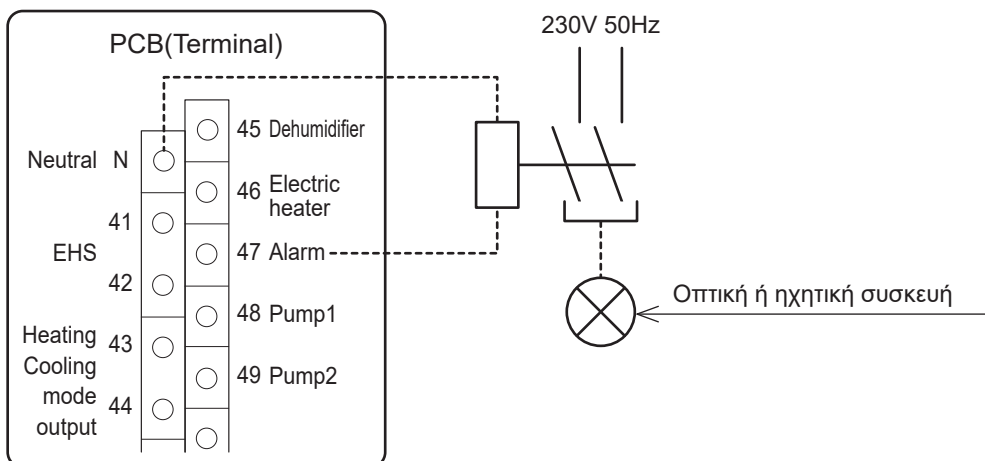 230V 50Hz
PCB(Terminal)
45 Dehumidifier
Neutral N
46 Electric
heater
41
EHS
47 Alarm
42
48 Pump1
Οπτική ή ηχητική συσκευή
Heating
Cooling
mode
output
43
49 Pump2
44